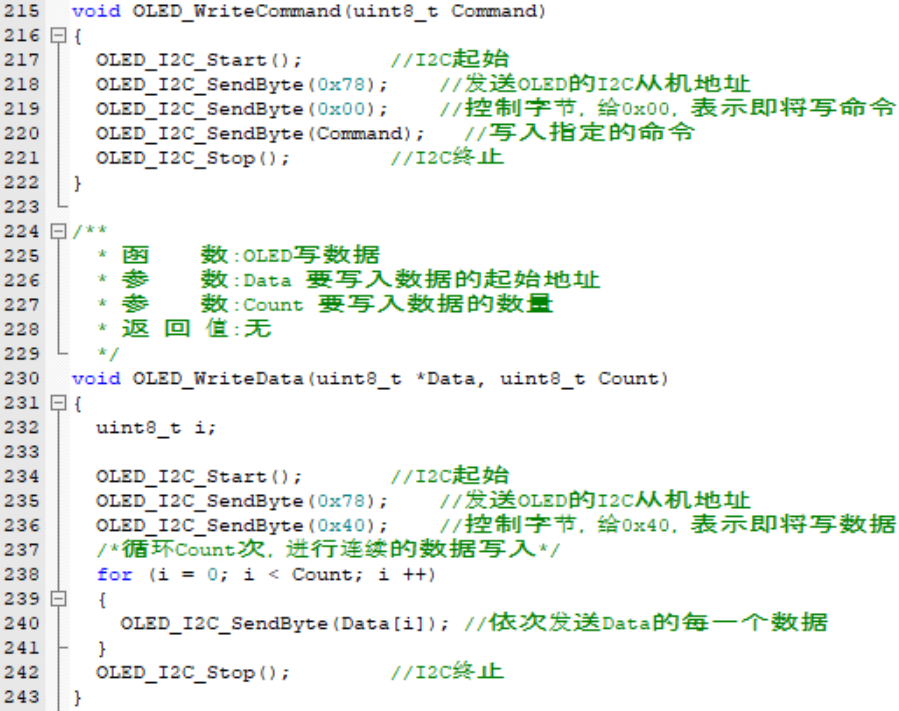 215 void OLED_WriteCommand(uint8_t Command)
216 {
217 OLED_I2C_Start(); //I2C起始
218 OLED_I2C_SendByte(0x78); //发送OLED的I2C从机地址
219 OLED_I2C_SendByte(0x00); //控制字节, 给0x00, 表示即将写命令
220 OLED_I2C_SendByte(Command); //写入指定的命令
221 OLED_I2C_Stop(); //I2C终止
222 }
223
224 /**
225 * 函 数:OLED写数据
226 * 参 数:Data 要写入数据的起始地址
227 * 参 数:Count 要写入数据的数量
228 * 返 回 值:无
229 */
230 void OLED_WriteData(uint8_t *Data, uint8_t Count)
231 {
232 uint8_t i;
233
234 OLED_I2C_Start(); //I2C起始
235 OLED_I2C_SendByte(0x78); //发送OLED的I2C从机地址
236 OLED_I2C_SendByte(0x40); //控制字节, 给0x40, 表示即将写数据
237 /*循环Count次, 进行连续的数据写入*/
238 for (i = 0; i < Count; i ++)
239 {
240 OLED_I2C_SendByte(Data[i]); //依次发送Data的每一个数据
241 }
242 OLED_I2C_Stop(); //I2C终止
243 }